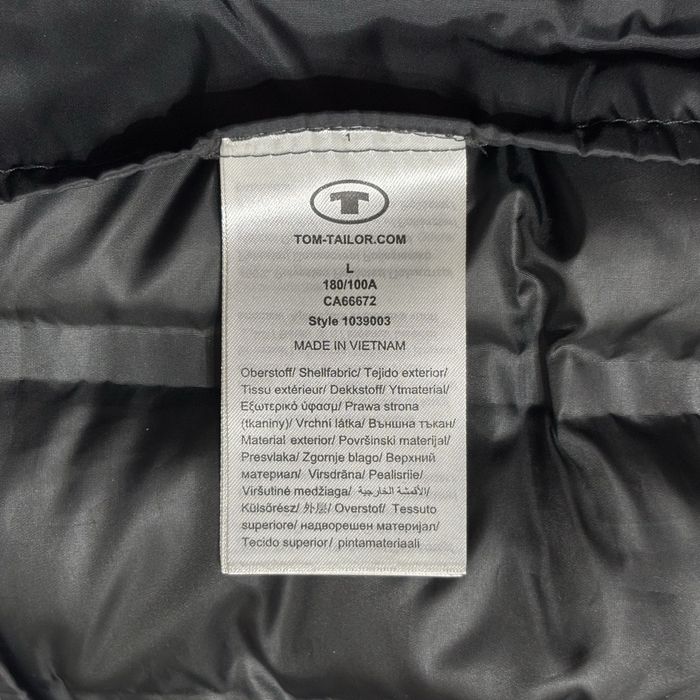 1
T
TOM-TAILOR.COM
L
180/100A
CA66672
Style 1039003
MADE IN VIETNAM
Oberstoff/ Shellfabric/ Tejido exterior/
Tissu extérieur/ Dekkstoff/ Ytmaterial/
Εξωτερικό ύφασμ/ Prawa strona
(tkaniny)/ Vrchní látka/ Външна тъкан/
Material exterior/ Površinski materijal/
Presvlaka/ Zgornje blago/ Верхний
материал/ Virsdrāna/ Pealisriie/
Viršutinė medžiaga/ الأقمشة الخارجية/
Külsőrész/ 外层/ Overstof/ Tessuto
superiore/ надворешен материјал/
Tecido superior/ pintamateriaali